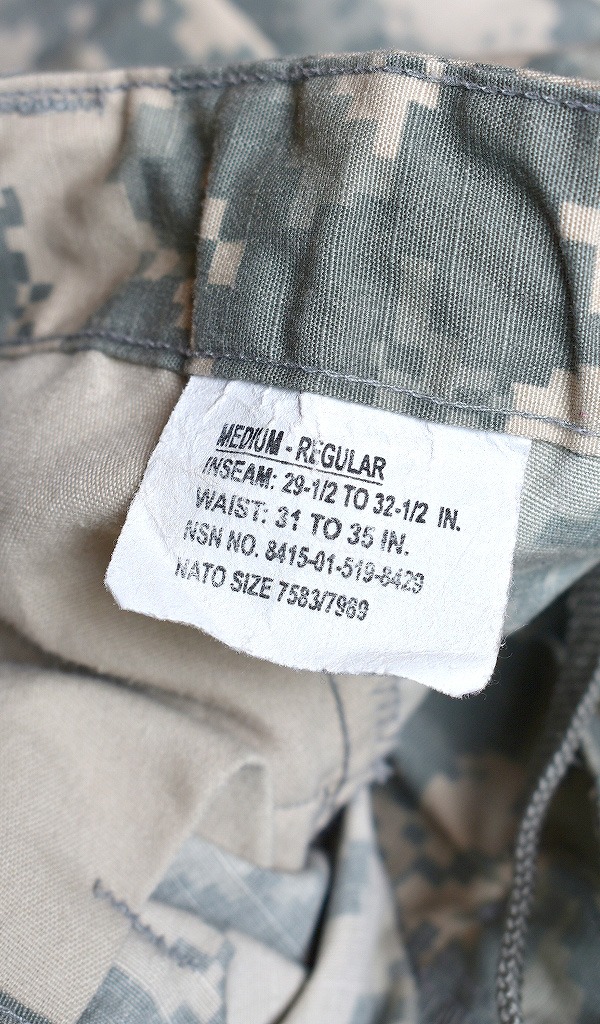 MEDIUM - REGULAR
INSEAM: 29-1/2 TO 32-1/2 IN.
WAIST: 31 TO 35 IN.
NSN NO. 8415-01-519-8429
NATO SIZE 7583/7969